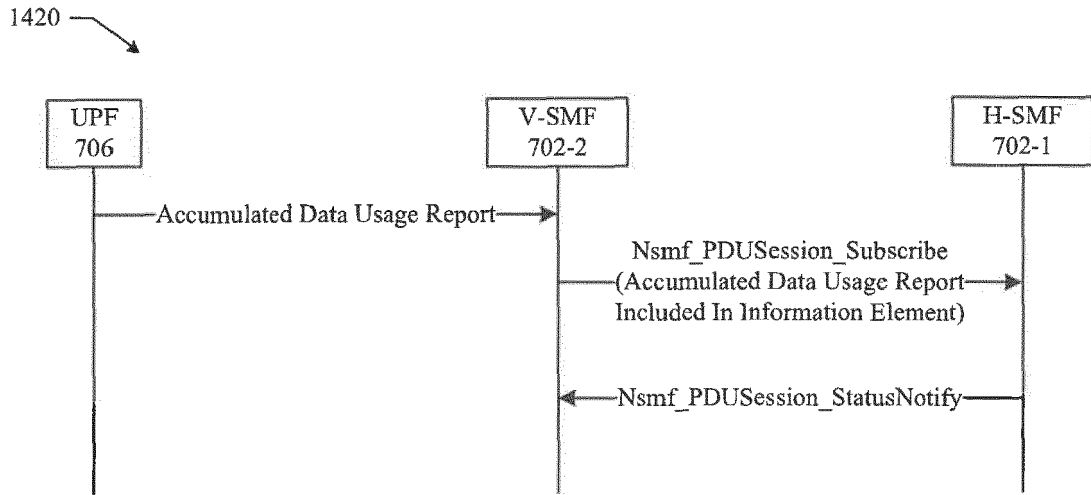 1420
UPF
706
V-SMF
702-2
H-SMF
702-1
Accumulated Data Usage Report
Nsmf_PDUSession_Subscribe
(Accumulated Data Usage Report
Included In Information Element)
Nsmf_PDUSession_StatusNotify